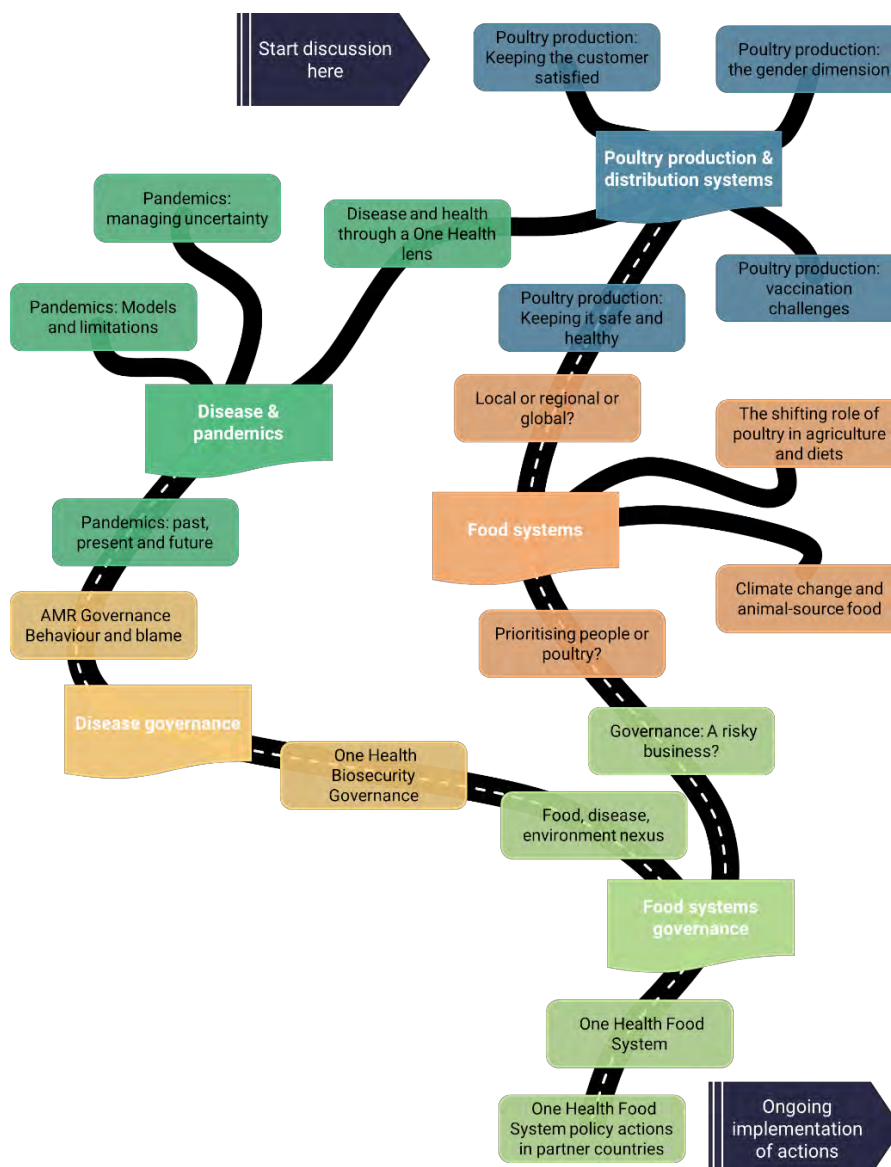 Start discussion
here
Poultry production:
Keeping the customer
satisfied
Poultry production:
the gender dimension
Poultry production &
distribution systems
Pandemics:
managing uncertainty
Disease and health
through a One Health
lens
Poultry production:
vaccination
challenges
Pandemics: Models
and limitations
Poultry production:
Keeping it safe and
healthy
Disease &
pandemics
Local or regional or
global?
The shifting role of
poultry in agriculture
and diets
Pandemics: past,
present and future
Food systems
Climate change and
animal-source food
AMR Governance
Behaviour and blame
Prioritising people or
poultry?
Disease governance
Governance: A risky
business?
One Health
Biosecurity
Governance
Food, disease,
environment nexus
Food systems
governance
One Health Food
System
One Health Food
System policy actions
in partner countries
Ongoing
implementation
of actions